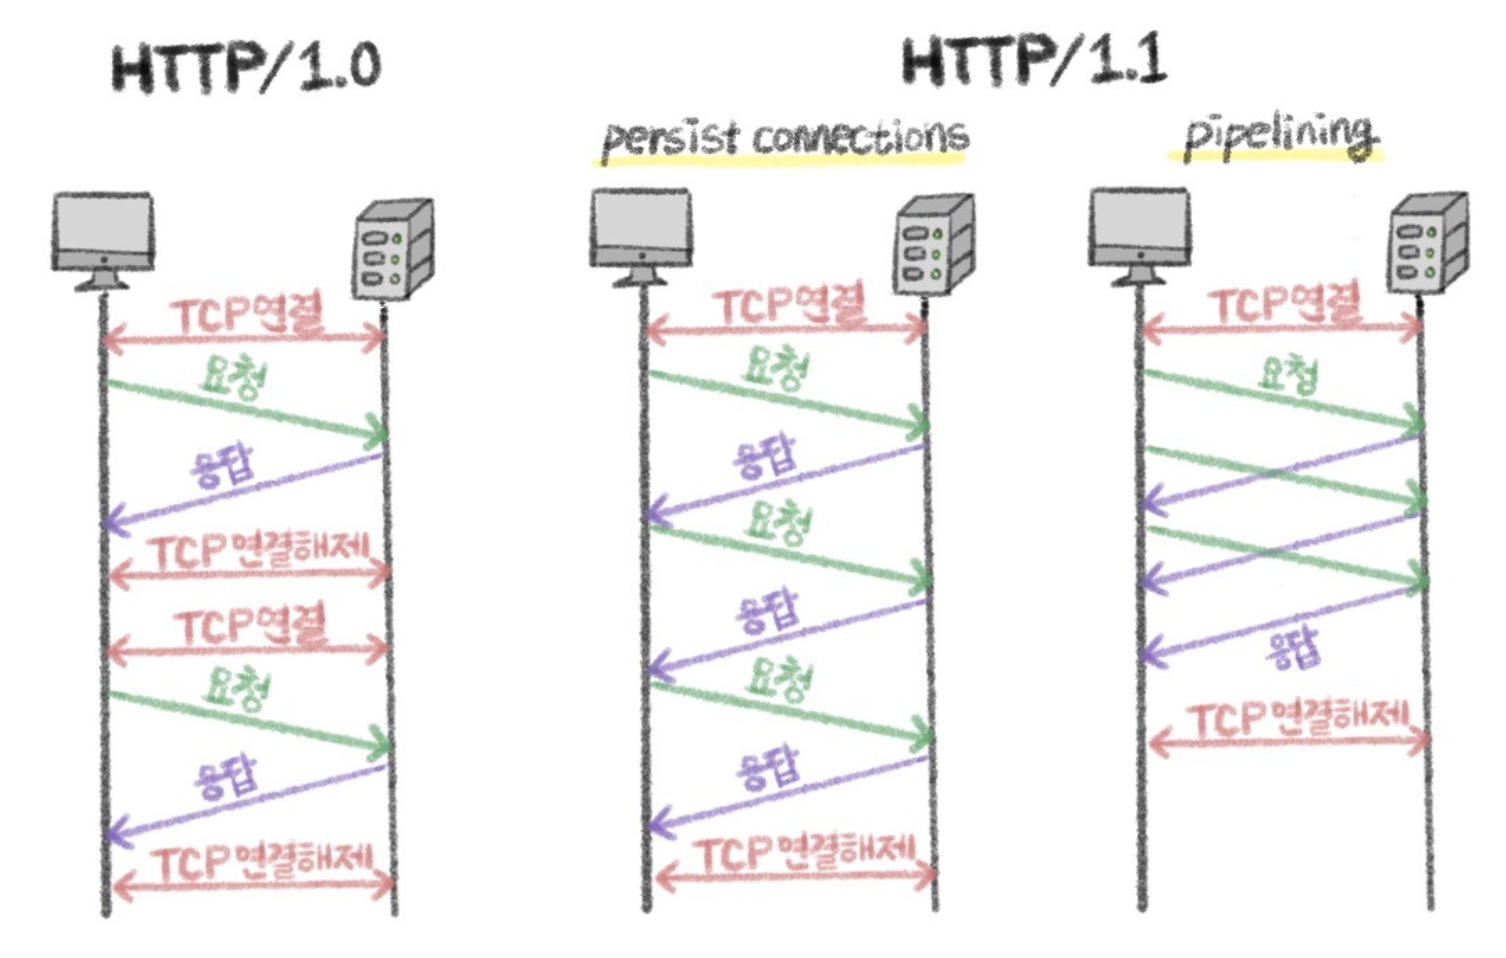 HTTP/1.0
TCP연결
요청
응답
TCP연결해제
TCP연결
요청
응답
TCP연결해제
HTTP/1.1
persist connections
TCP연결
요청
응답
요청
응답
요청
응답
TCP연결해제
pipelining
TCP연결
요청
응답
TCP연결해제